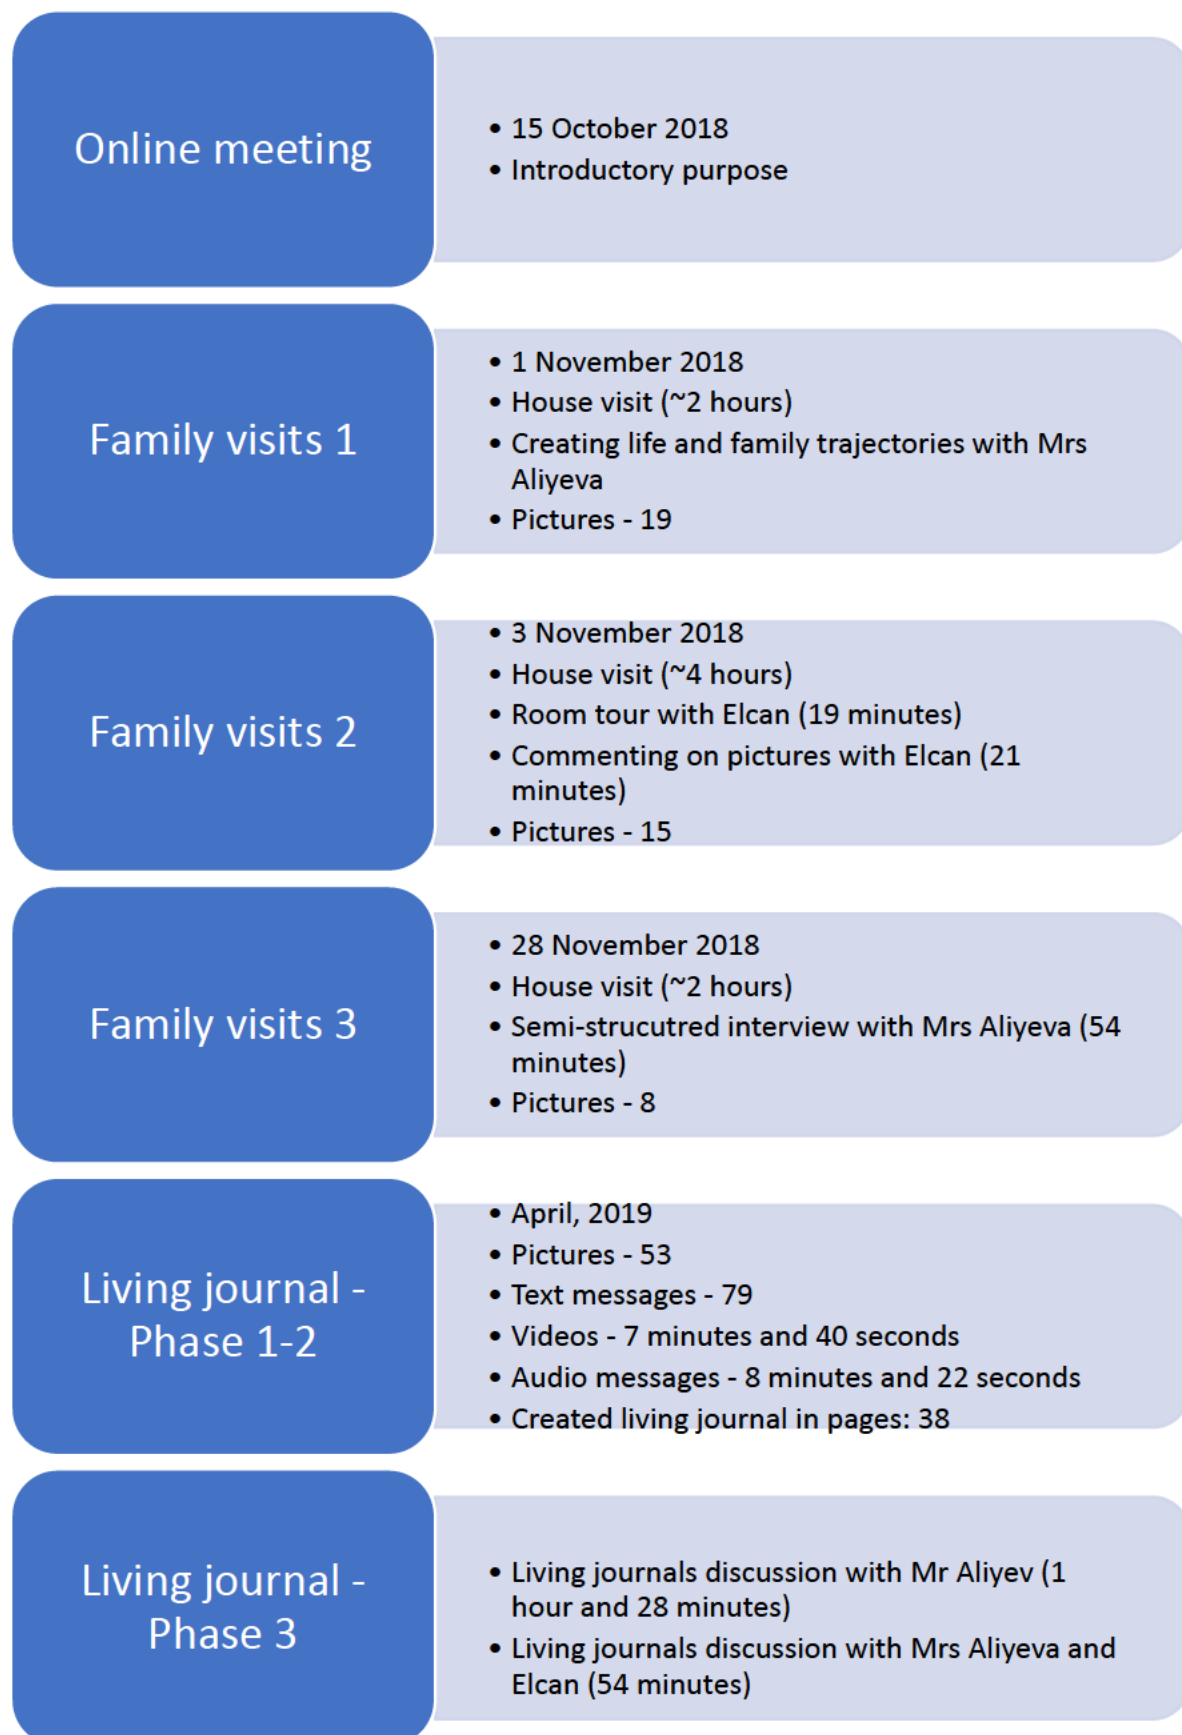 Online meeting
• 15 October 2018
• Introductory purpose
Family visits 1
• 1 November 2018
• House visit (~2 hours)
• Creating life and family trajectories with Mrs
Aliyeva
• Pictures - 19
Family visits 2
• 3 November 2018
• House visit (~4 hours)
• Room tour with Elcan (19 minutes)
• Commenting on pictures with Elcan (21
minutes)
• Pictures - 15
Family visits 3
• 28 November 2018
• House visit (~2 hours)
• Semi-strucutred interview with Mrs Aliyeva (54
minutes)
• Pictures - 8
Living journal -
Phase 1-2
• April, 2019
• Pictures - 53
• Text messages - 79
• Videos - 7 minutes and 40 seconds
• Audio messages - 8 minutes and 22 seconds
• Created living journal in pages: 38
Living journal -
Phase 3
• Living journals discussion with Mr Aliyev (1
hour and 28 minutes)
• Living journals discussion with Mrs Aliyeva and
Elcan (54 minutes)